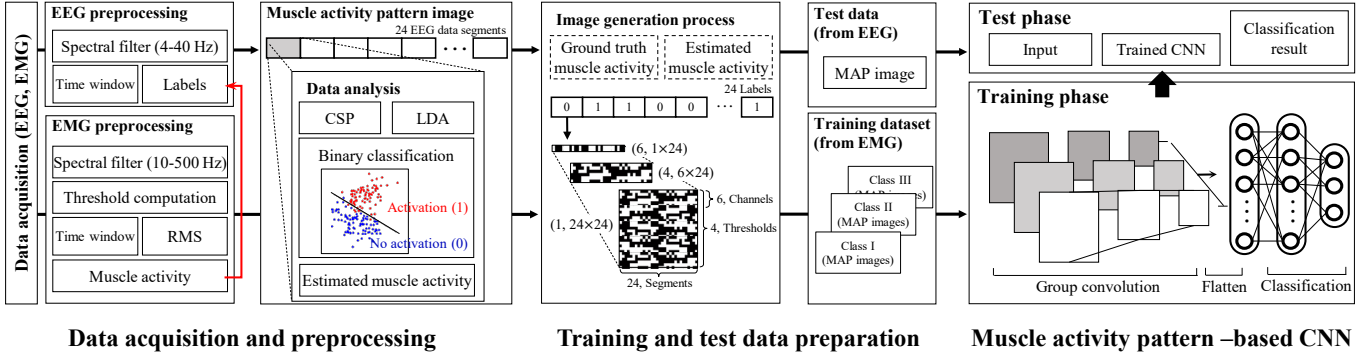 Data acquisition (EEG, EMG)
EEG preprocessing
Spectral filter (4-40 Hz)
Time window
Labels
EMG preprocessing
Spectral filter (10-500 Hz)
Threshold computation
Time window
RMS
Muscle activity
Muscle activity pattern image
24 EEG data segments
...
Data analysis
CSP
LDA
Binary classification
Activation (1)
No activation (0)
Estimated muscle activity
Image generation process
Ground truth
muscle activity
Estimated
muscle activity
24 Labels
0 1 1 0 0 ... 1
(6, 1×24)
(4, 6×24)
(1, 24×24)
6, Channels
4, Thresholds
24, Segments
Test data
(from EEG)
MAP image
Training dataset
(from EMG)
Class III
(MAP images)
Class II
(MAP images)
Class I
(MAP images)
Test phase
Input
Trained CNN
Classification
result
Training phase
Group convolution
Flatten
Classification
Data acquisition and preprocessing
Training and test data preparation
Muscle activity pattern –based CNN